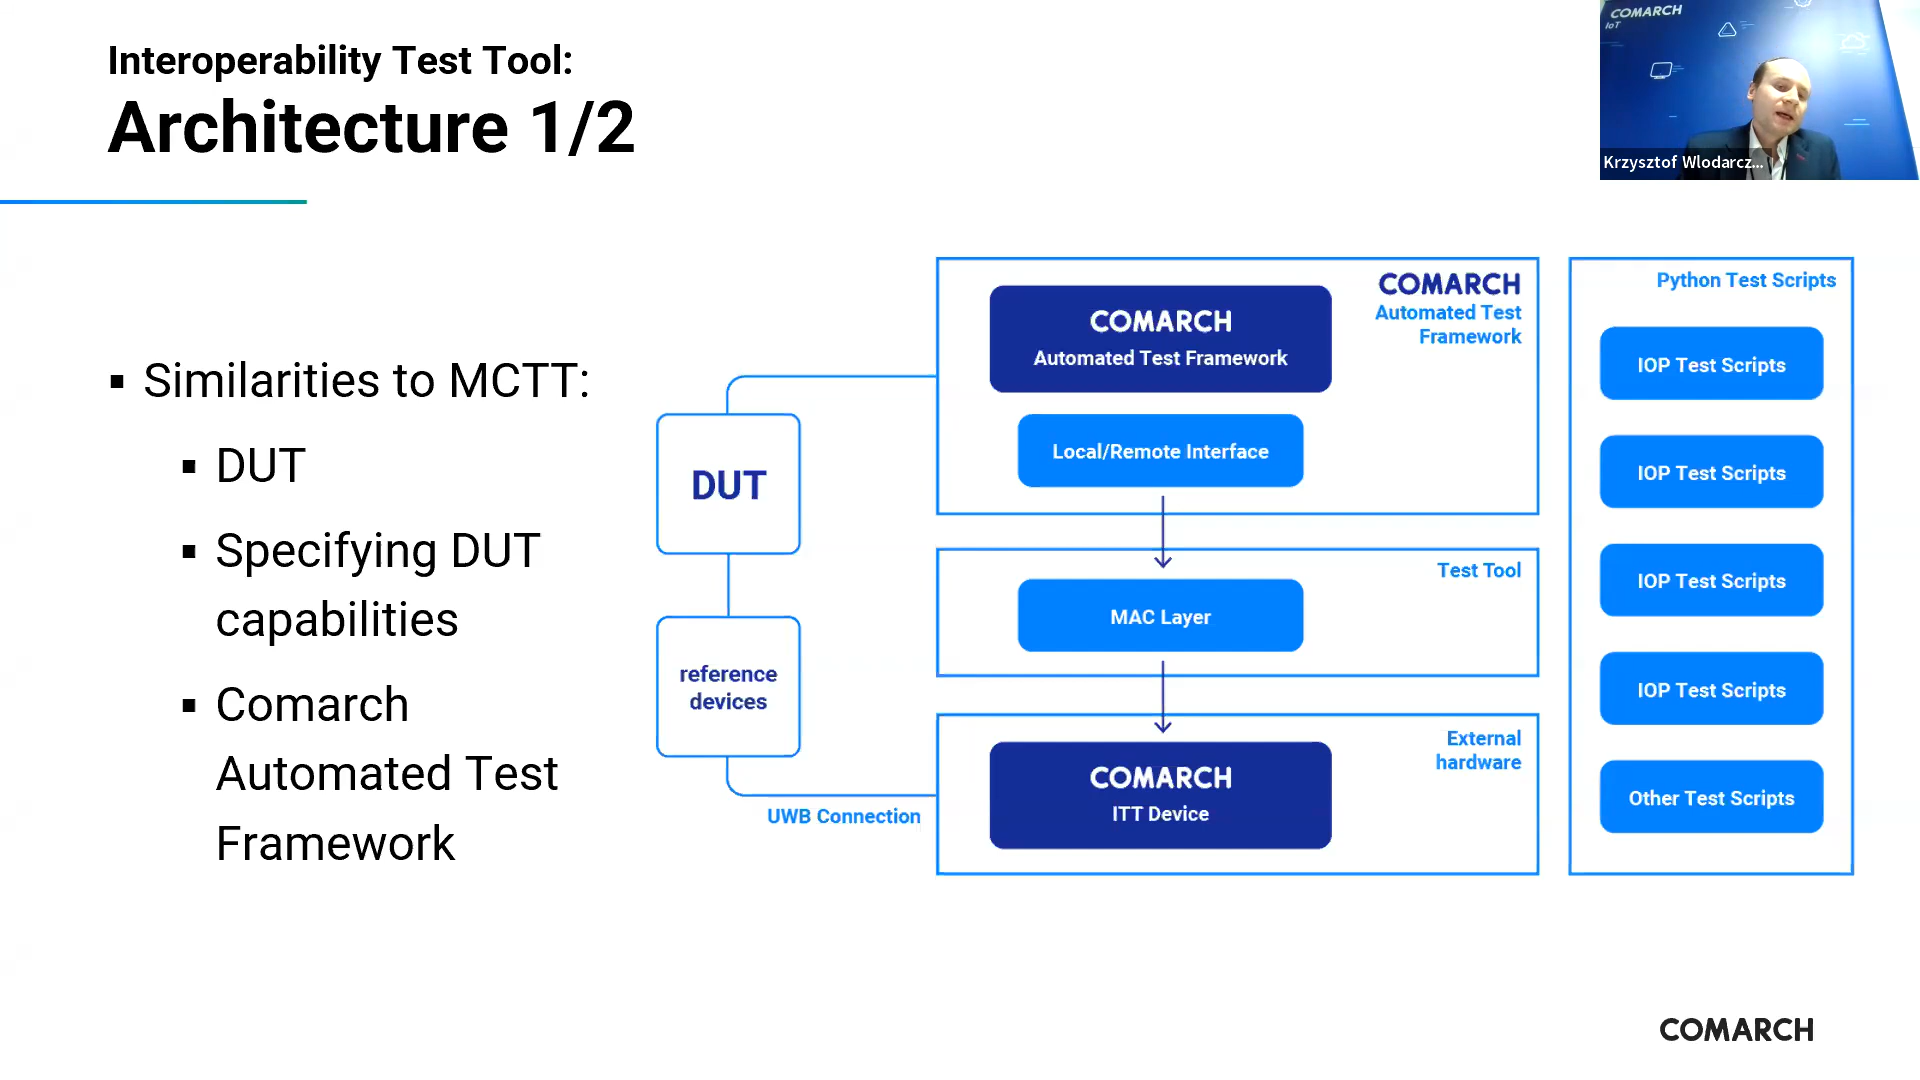 Interoperability Test Tool:
Architecture 1/2
COMARCH
IoT
Krzysztof Wlodarcz...
▪ Similarities to MCTT:
▪ DUT
▪ Specifying DUT
capabilities
▪ Comarch
Automated Test
Framework
DUT
reference
devices
UWB Connection
COMARCH
Automated Test Framework
COMARCH
Automated Test
Framework
Local/Remote Interface
Test Tool
MAC Layer
External
hardware
COMARCH
ITT Device
Python Test Scripts
IOP Test Scripts
IOP Test Scripts
IOP Test Scripts
IOP Test Scripts
Other Test Scripts
COMARCH